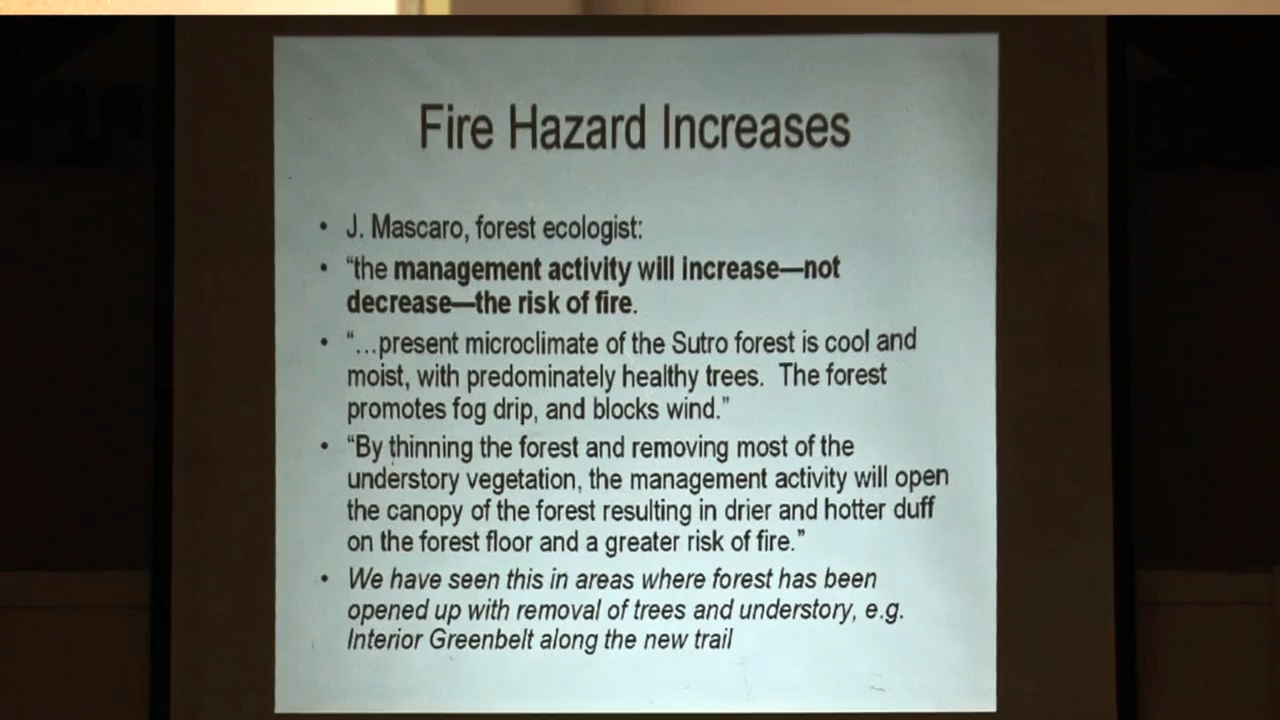 Fire Hazard Increases
• J. Mascaro, forest ecologist:
• “the management activity will increase—not
decrease—the risk of fire.
• “…present microclimate of the Sutro forest is cool and
moist, with predominately healthy trees. The forest
promotes fog drip, and blocks wind.”
• “By thinning the forest and removing most of the
understory vegetation, the management activity will open
the canopy of the forest resulting in drier and hotter duff
on the forest floor and a greater risk of fire.”
• We have seen this in areas where forest has been
opened up with removal of trees and understory, e.g.
Interior Greenbelt along the new trail